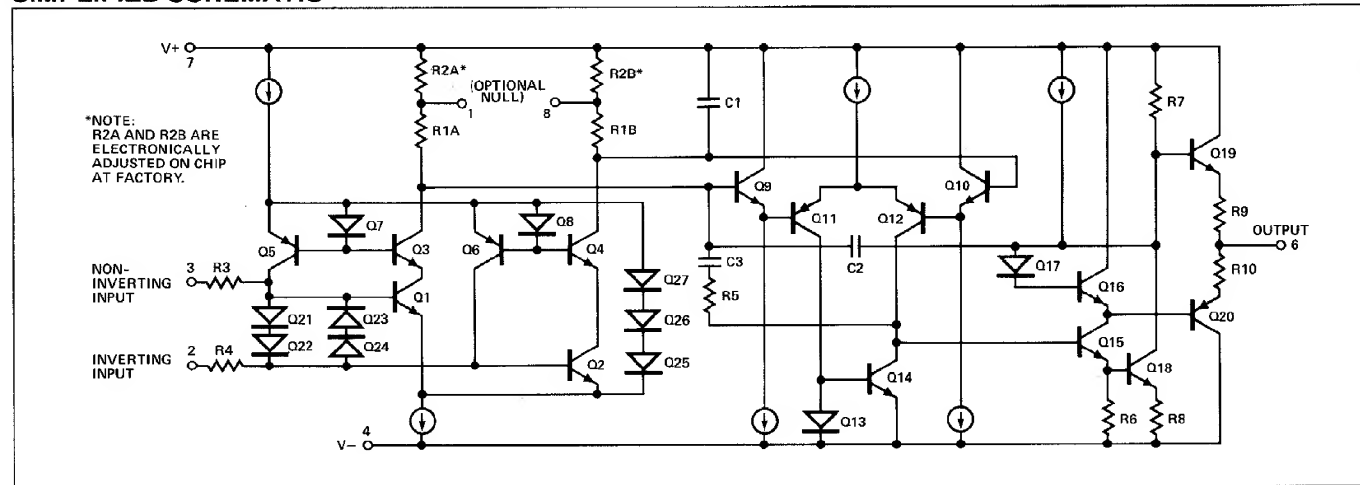 SIMPLIFIED SCHEMATIC
V+
7
R2A*
R2B*
(OPTIONAL
NULL)
1
8
R1A
R1B
C1
R7
*NOTE:
R2A AND R2B ARE
ELECTRONICALLY
ADJUSTED ON CHIP
AT FACTORY.
Q19
Q9
Q10
Q11
Q12
Q7
Q8
Q5
Q3
Q6
Q4
R9
OUTPUT
6
NON-
INVERTING
INPUT
3
R3
C3
C2
Q17
R10
Q27
Q1
R5
Q16
Q21
Q23
Q26
Q20
Q22
Q24
Q15
INVERTING
INPUT
2
R4
Q25
Q2
Q14
Q18
Q13
R6
R8
V-
4